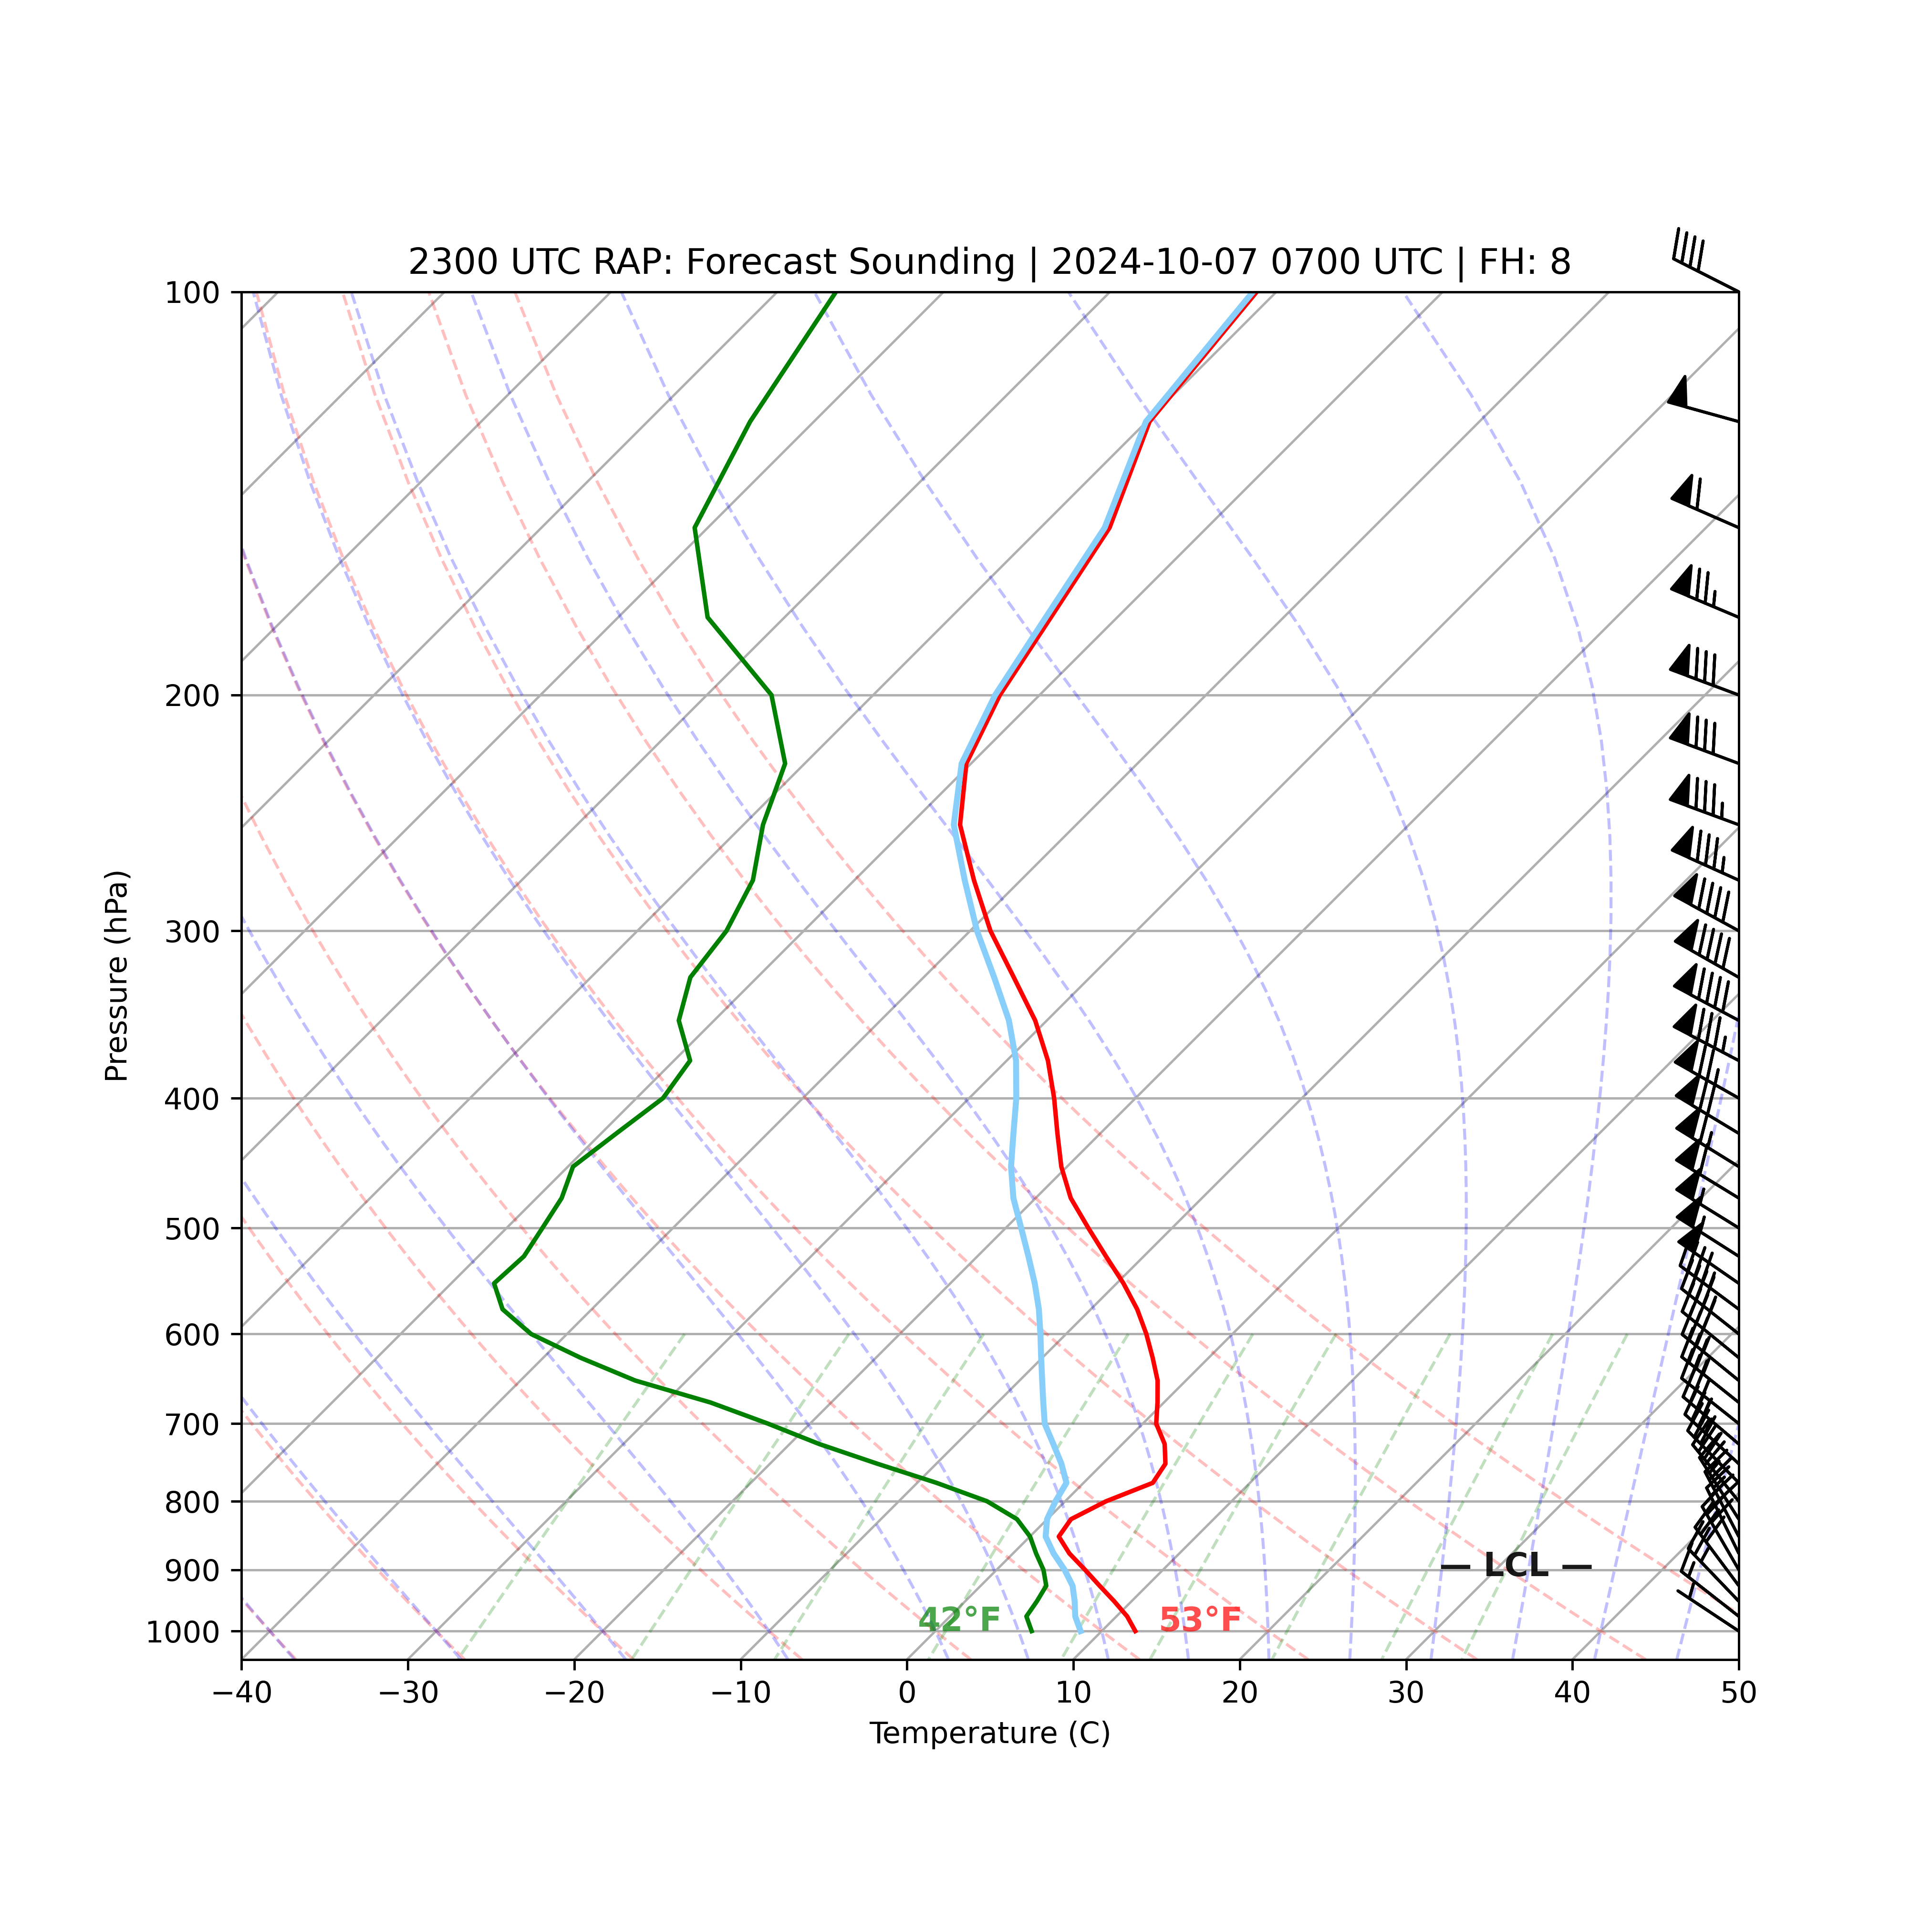 2300 UTC RAP: Forecast Sounding | 2024-10-07 0700 UTC | FH: 8
100
200
300
400
500
600
700
800
900
1000
Pressure (hPa)
— LCL —
42°F
53°F
−40 −30 −20 −10 0 10 20 30 40 50
Temperature (C)